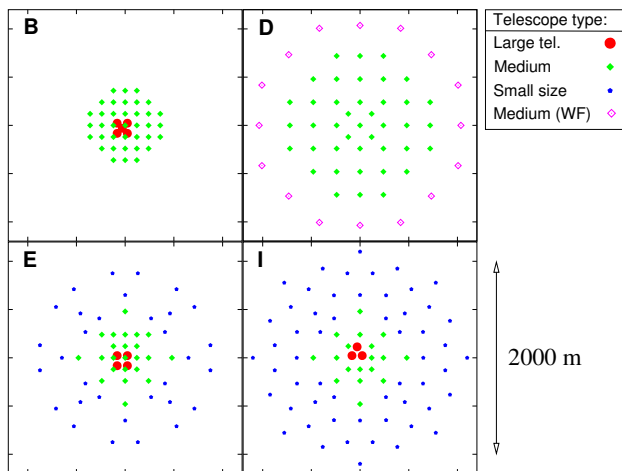 B
D
Telescope type:
Large tel.
Medium
Small size
Medium (WF)
E
I
2000 m